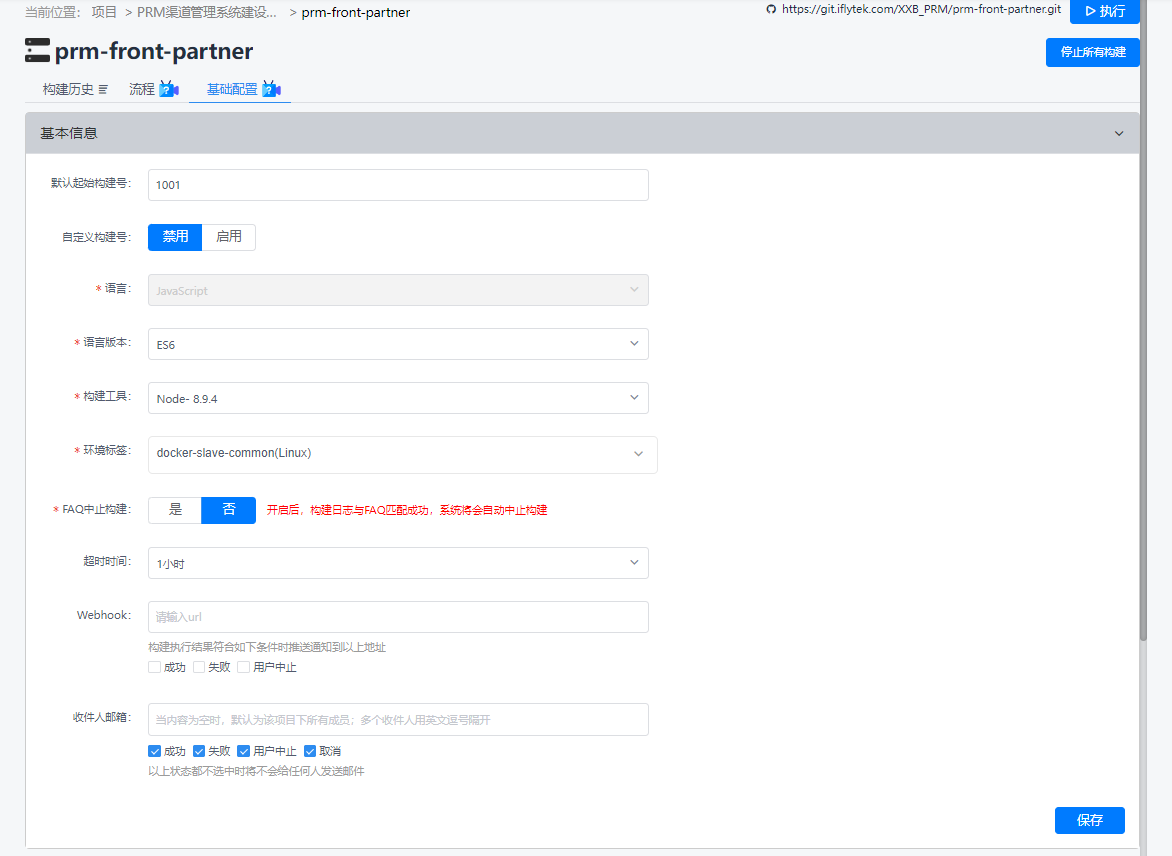 当前位置： 项目 > PRM渠道管理系统建设... > prm-front-partner
https://git.iflytek.com/XXB_PRM/prm-front-partner.git
执行
prm-front-partner
停止所有构建
构建历史 流程 基础配置
基本信息
默认起始构建号： 1001
自定义构建号： 禁用 启用
* 语言： JavaScript
* 语言版本： ES6
* 构建工具： Node- 8.9.4
* 环境标签： docker-slave-common(Linux)
* FAQ中止构建： 是 否 开启后，构建日志与FAQ匹配成功，系统将会自动中止构建
超时时间： 1小时
Webhook： 请输入url
构建执行结果符合如下条件时推送通知到以上地址
成功 失败 用户中止
收件人邮箱： 当内容为空时，默认为该项目下所有成员；多个收件人用英文逗号隔开
成功 失败 用户中止 取消
以上状态都不选中时将不会给任何人发送邮件
保存